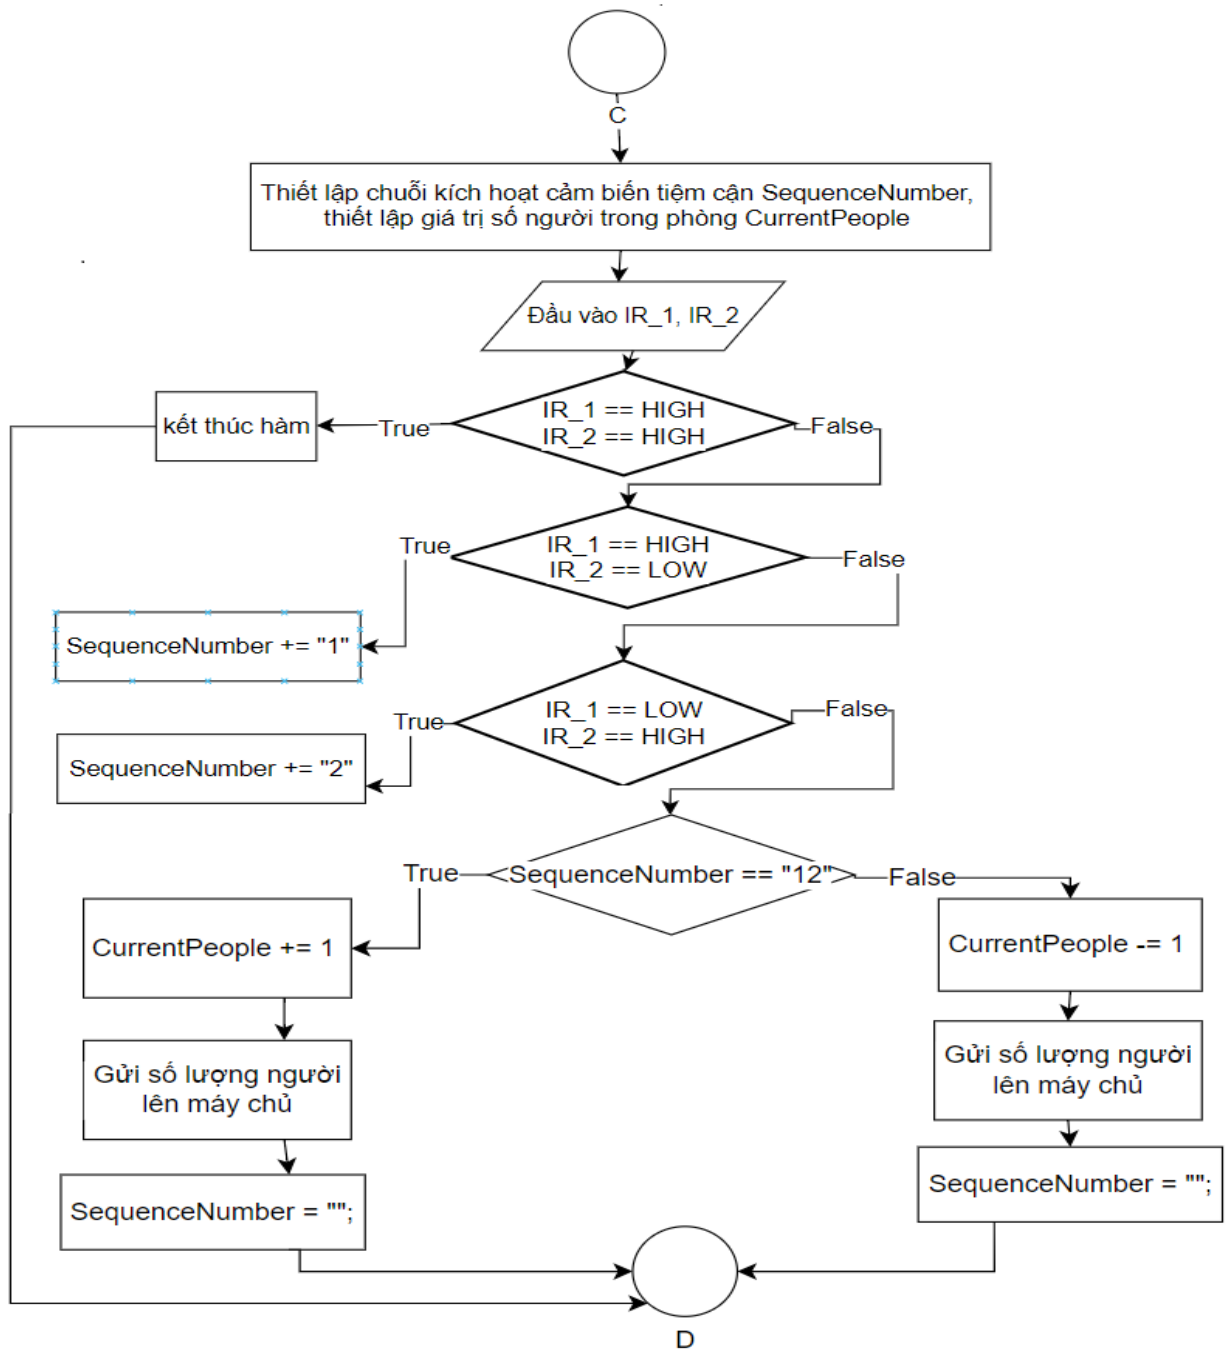 C
Thiết lập chuỗi kích hoạt cảm biến tiệm cận SequenceNumber,
thiết lập giá trị số người trong phòng CurrentPeople
Đầu vào IR_1, IR_2
IR_1 == HIGH
IR_2 == HIGH
True
False
kết thúc hàm
IR_1 == HIGH
IR_2 == LOW
True
False
SequenceNumber += "1"
IR_1 == LOW
IR_2 == HIGH
True
False
SequenceNumber += "2"
SequenceNumber == "12"
True
False
CurrentPeople += 1
CurrentPeople -= 1
Gửi số lượng người
lên máy chủ
Gửi số lượng người
lên máy chủ
SequenceNumber = "";
SequenceNumber = "";
D